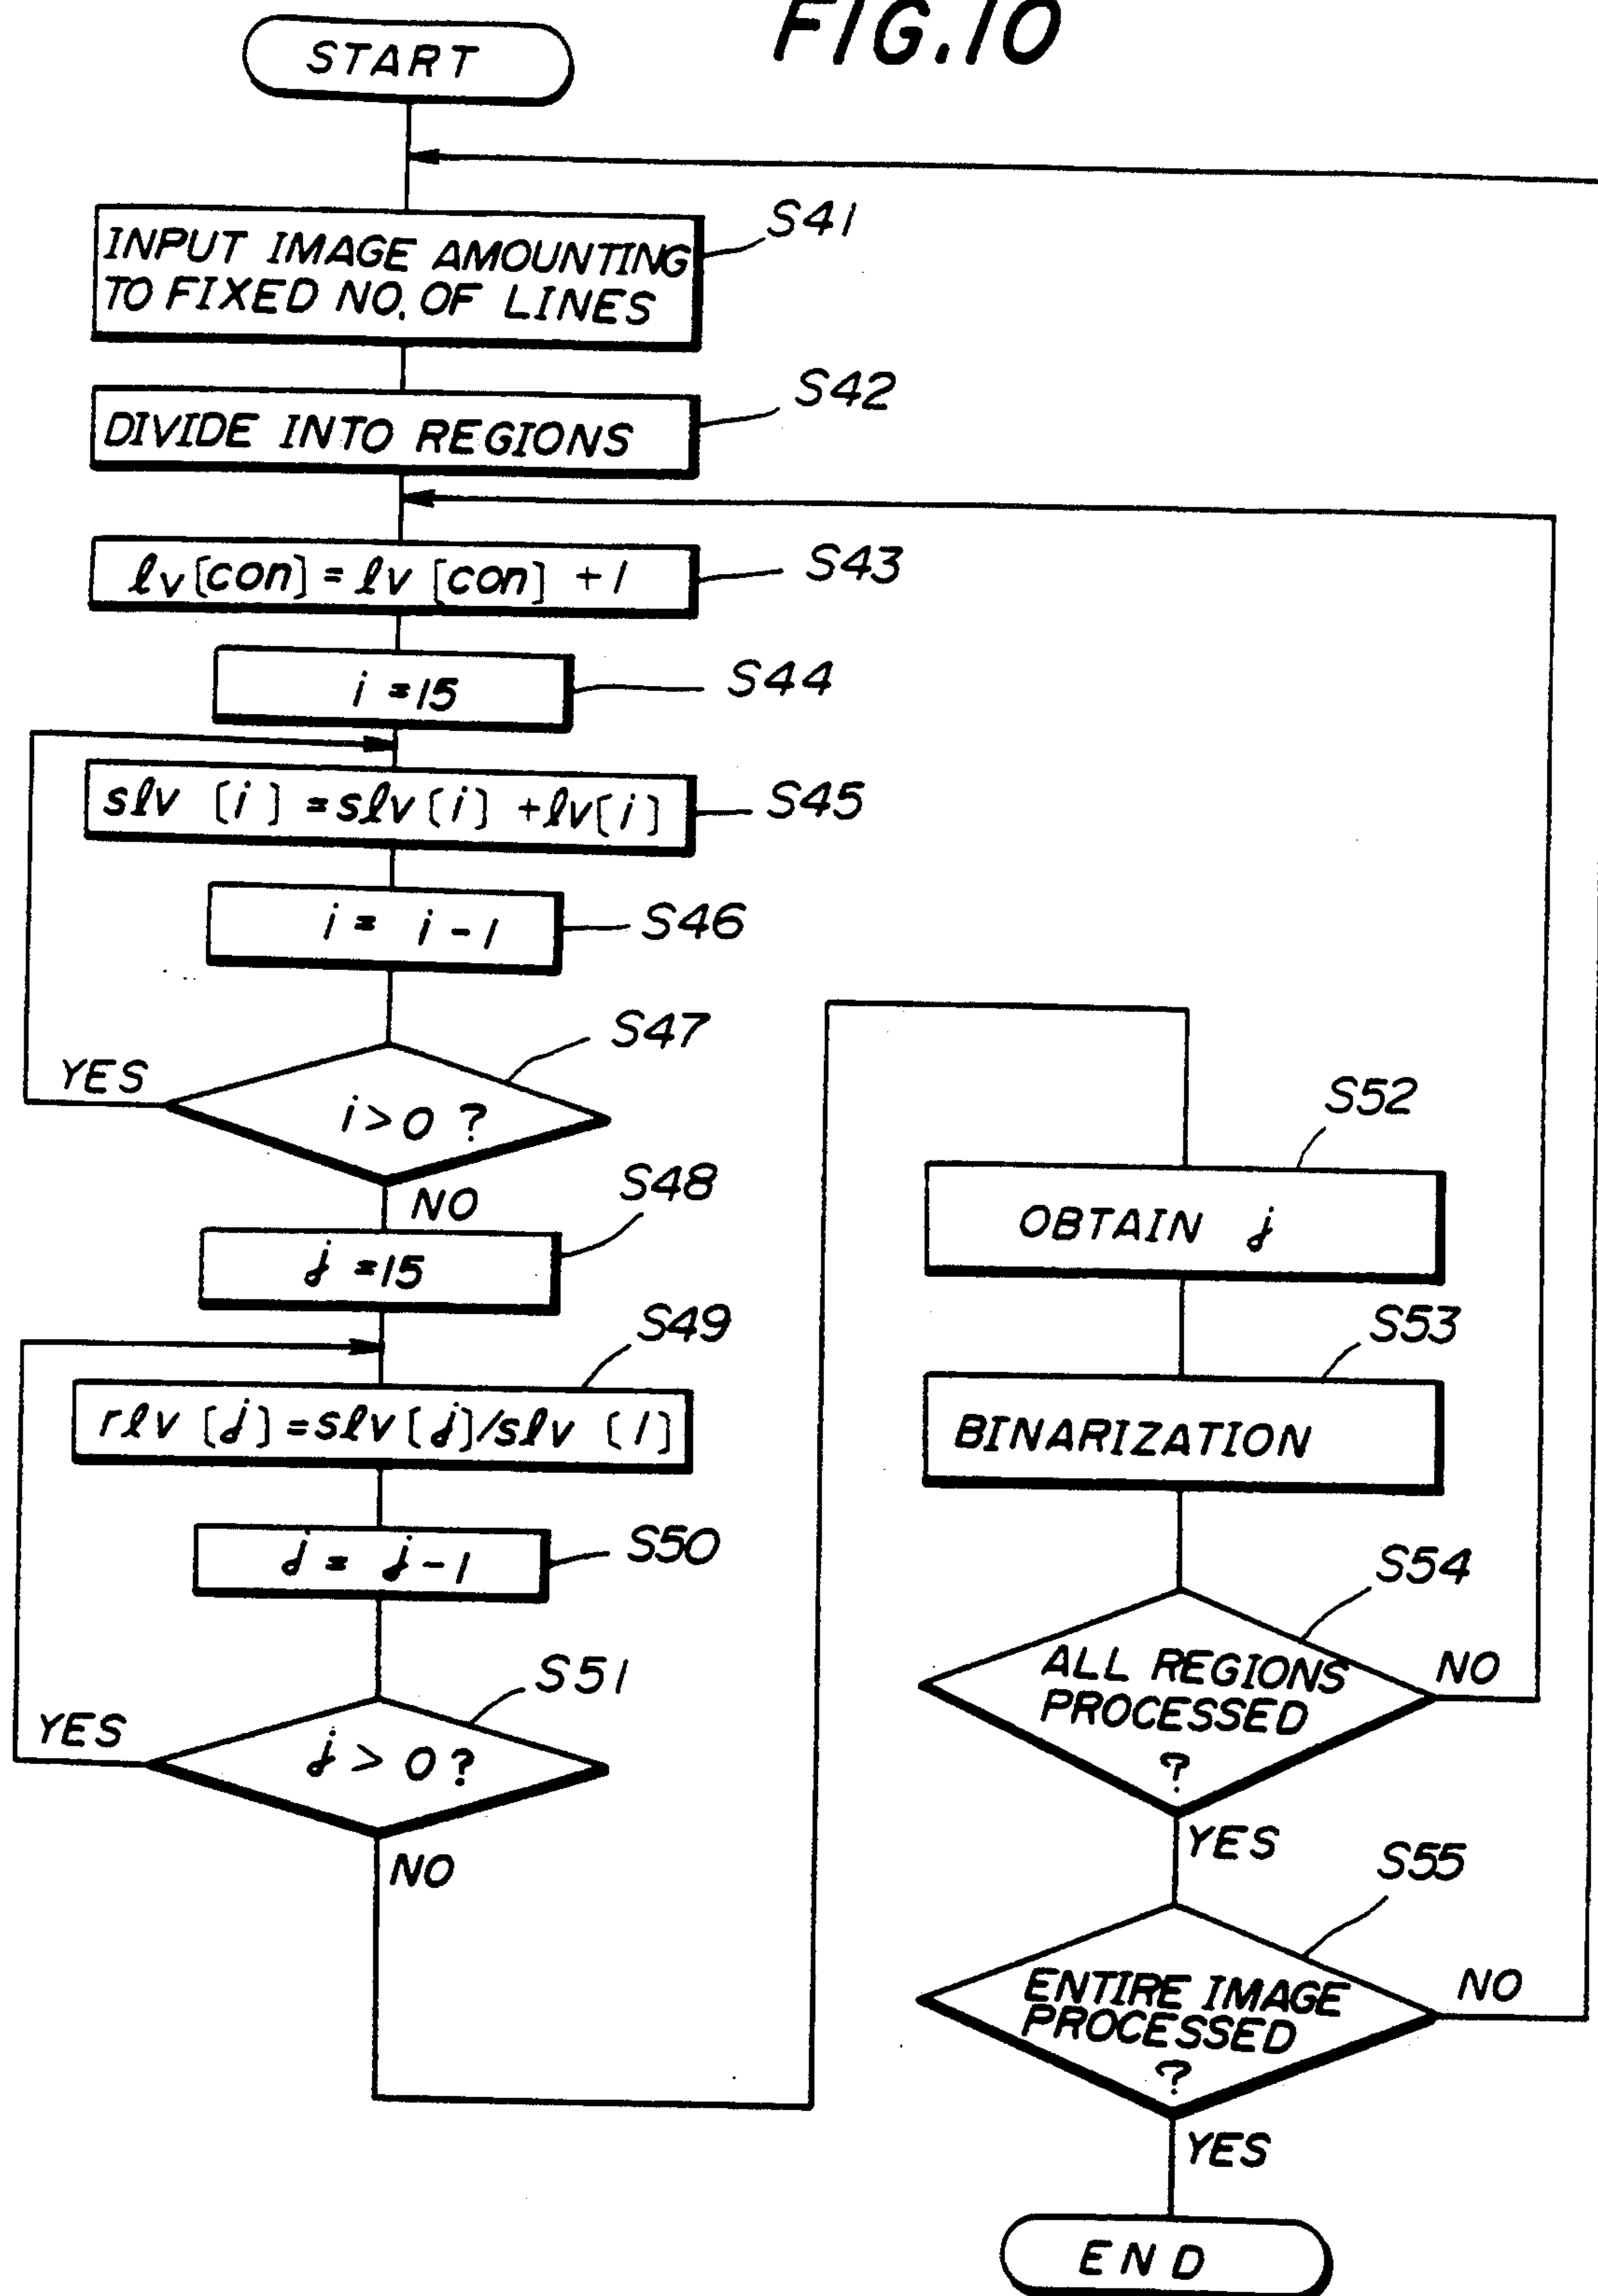 FIG.10
START
S41
INPUT IMAGE AMOUNTING
TO FIXED NO. OF LINES
S42
DIVIDE INTO REGIONS
S43
ℓv[con] = ℓv [con] + 1
S44
i = 15
S45
sℓv [i] = sℓv [i] + ℓv [i]
S46
i = i - 1
S47
i > 0 ?
YES
NO
S48
j = 15
S49
rℓv [j] = sℓv [j]/sℓv [1]
S50
j = j - 1
S51
j > 0 ?
YES
NO
S52
OBTAIN j
S53
BINARIZATION
S54
ALL REGIONS
PROCESSED
?
NO
YES
S55
ENTIRE IMAGE
PROCESSED
?
NO
YES
END